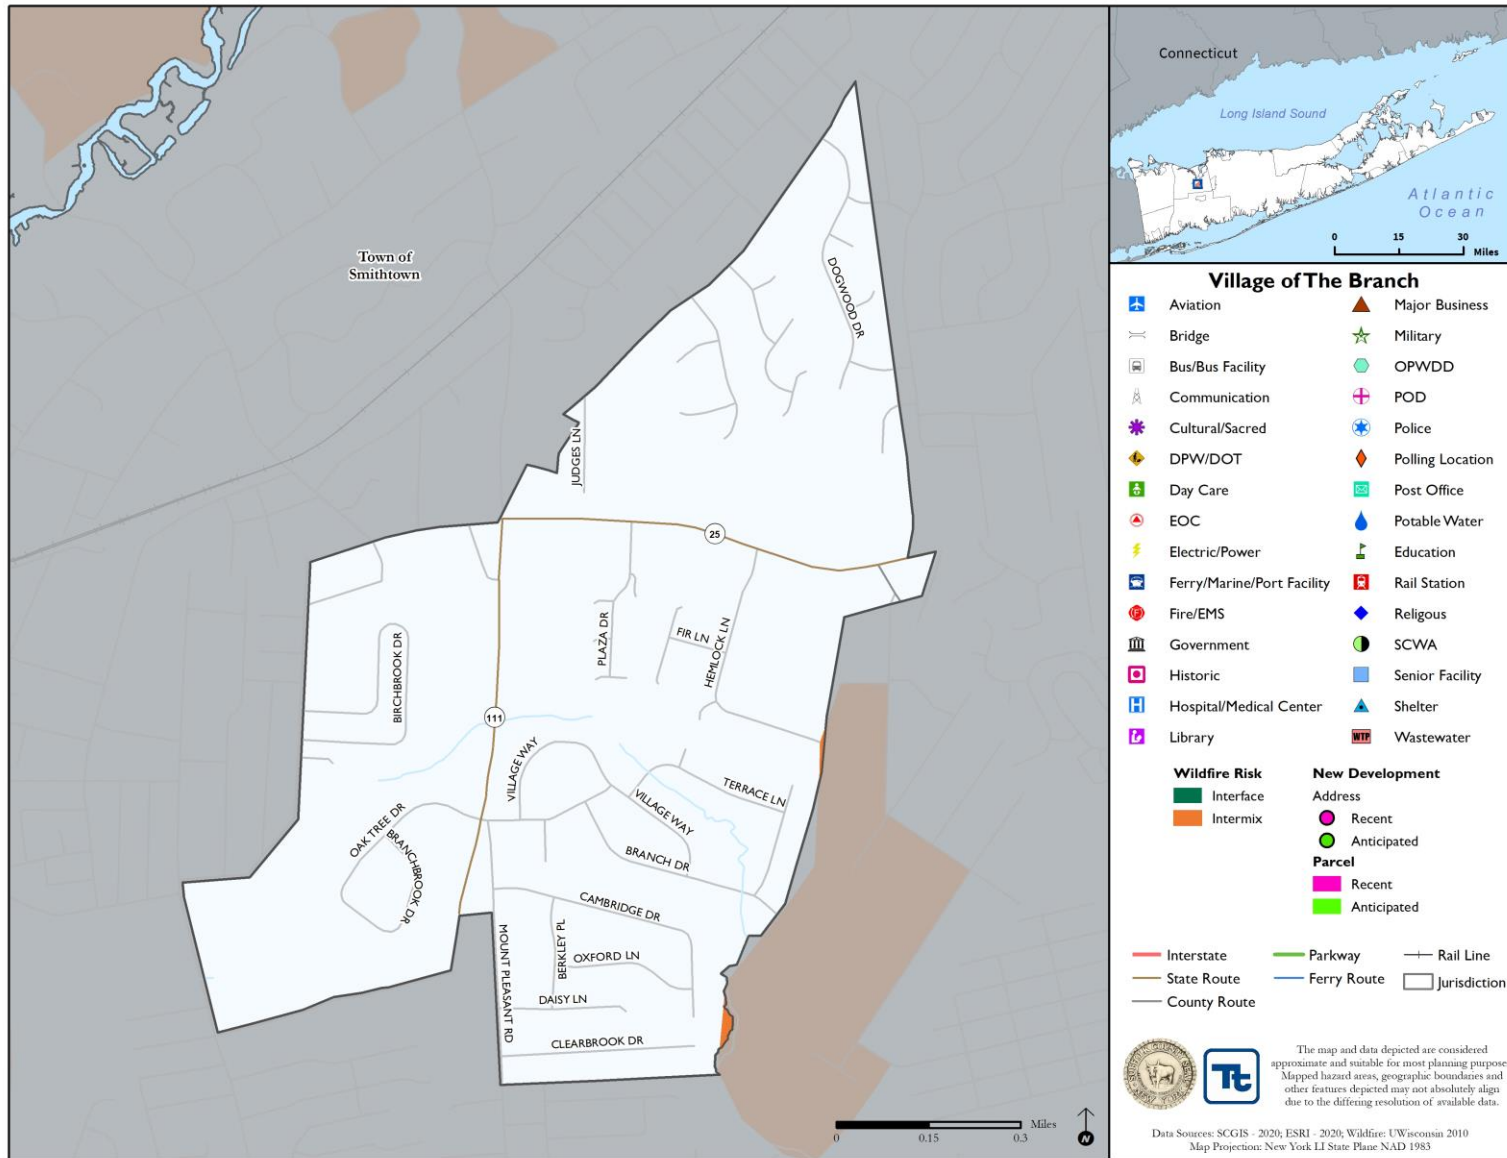 Town of
Smithtown
DOGWOOD DR
JUDGES LN
25
PLAZA DR
FIR LN
HEMLOCK LN
BIRCHBROOK DR
111
VILLAGE WAY
VILLAGE WAY
TERRACE LN
OAK TREE DR
BRANCHBROOK DR
BRANCH DR
CAMBRIDGE DR
BERKLEY PL
OXFORD LN
MOUNT PLEASANT RD
DAISY LN
CLEARBROOK DR
0 0.15 0.3 Miles
N
Connecticut
Long Island Sound
Atlantic
Ocean
0 15 30
Miles
Village of The Branch
Aviation
Bridge
Bus/Bus Facility
Communication
Cultural/Sacred
DPW/DOT
Day Care
EOC
Electric/Power
Ferry/Marine/Port Facility
Fire/EMS
Government
Historic
Hospital/Medical Center
Library
Major Business
Military
OPWDD
POD
Police
Polling Location
Post Office
Potable Water
Education
Rail Station
Religous
SCWA
Senior Facility
Shelter
WTP Wastewater
Wildfire Risk
Interface
Intermix
New Development
Address
Recent
Anticipated
Parcel
Recent
Anticipated
Interstate
State Route
County Route
Parkway
Ferry Route
Rail Line
Jurisdiction
Tt
The map and data depicted are considered
approximate and suitable for most planning purpose
Mapped hazard areas, geographic boundaries and
other features depicted may not absolutely align
due to the differing resolution of available data.
Data Sources: SCGIS - 2020; ESRI - 2020; Wildfire: UWisconsin 2010
Map Projection: New York LI State Plane NAD 1983